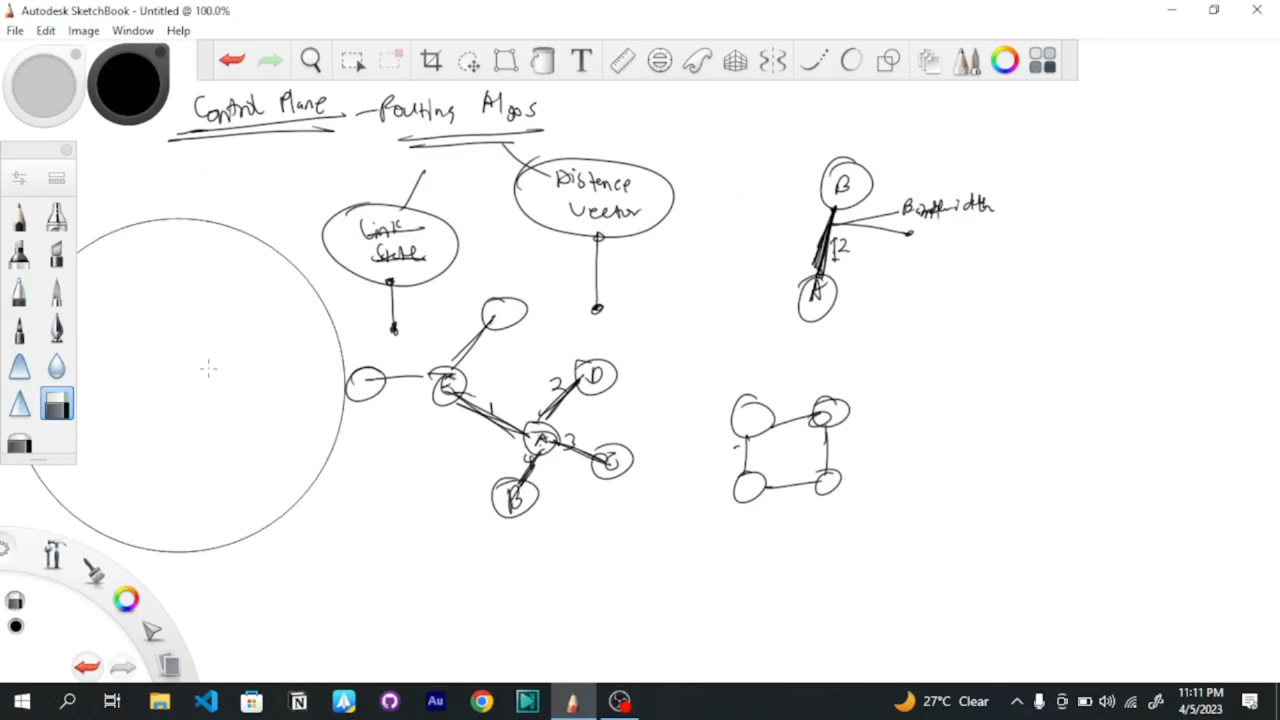 Autodesk SketchBook - Untitled @ 100.0%
File Edit Image Window Help
Control Plane - Routing Algos
Distence
Vector
Link
State
B
Bandwidth
12
A
E
1
2
D
A
3
C
4
B
27°C Clear
11:11 PM
4/5/2023